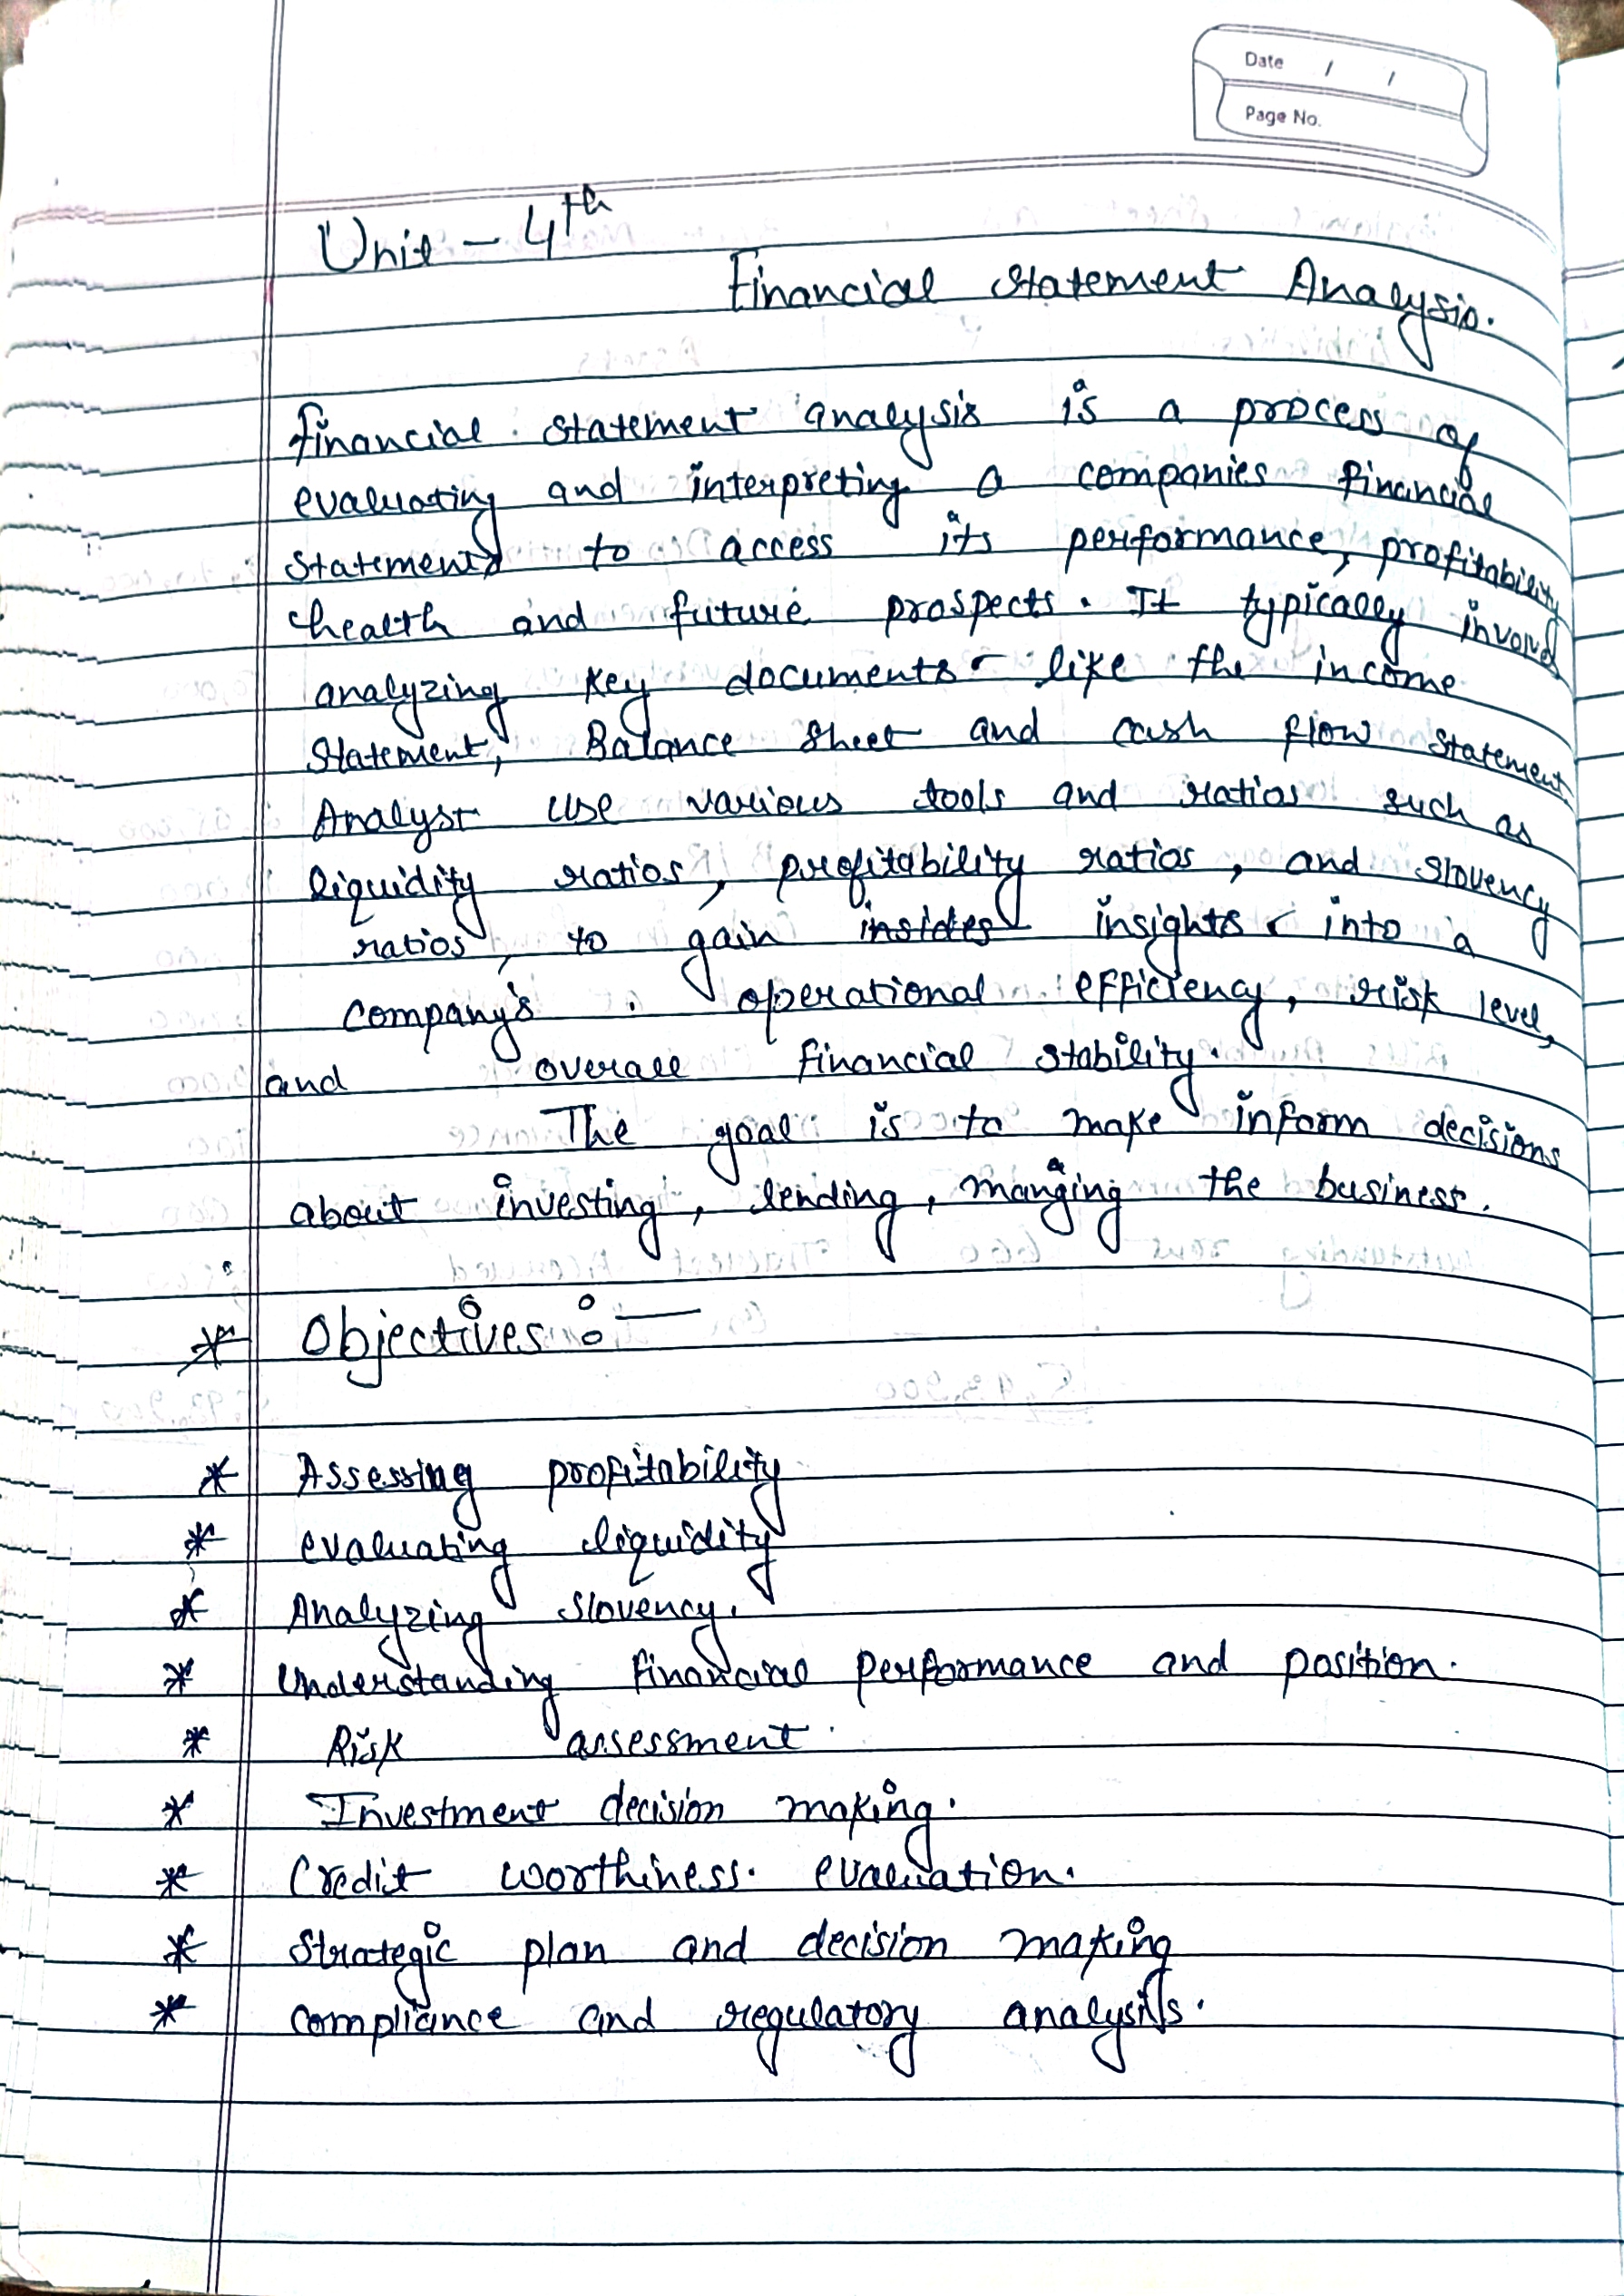 Date / /
Page No.
Unit - 4th
Financial Statement Analysis.
financial statement analysis is a process of
evaluating and interpreting a companies financial
statements to access its performance, profitability
health and future prospects. It typically involve
analyzing key documents like the income
Statement, Balance Sheet and cash flow statement
Analyst use various tools and ratios such as
liquidity ratios, profitability ratios, and slovency
ratios, to gain insides insights into a
company's operational efficiency, risk level,
and overall financial stability.
The goal is to make inform decisions
about investing, lending, manging the business.
* Objectives :-
* Assessing profitability
* evaluating liquidity
* Analyzing slovency.
* Understanding financial performance and position.
* Risk assessment.
* Investment decision making.
* Credit worthiness. evaluation.
* Strategic plan and decision making
* compliance and regulatory analysis.